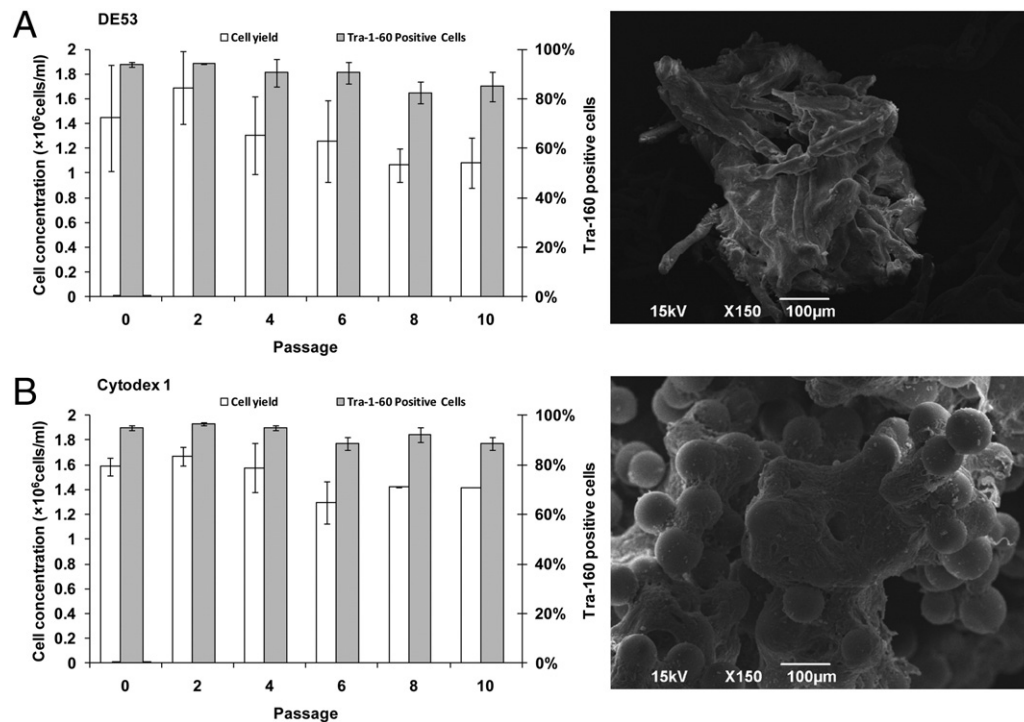 A
DE53
Cell yield
Tra-1-60 Positive Cells
Cell concentration (×10⁶cells/ml)
2
1.8
1.6
1.4
1.2
1
0.8
0.6
0.4
0.2
0
100%
80%
60%
40%
20%
0%
Tra-160 positive cells
0 2 4 6 8 10
Passage
15kV X150 100µm
B
Cytodex 1
Cell yield
Tra-1-60 Positive Cells
Cell concentration (×10⁶cells/ml)
2
1.8
1.6
1.4
1.2
1
0.8
0.6
0.4
0.2
0
100%
80%
60%
40%
20%
0%
Tra-160 positive cells
0 2 4 6 8 10
Passage
15kV X150 100µm